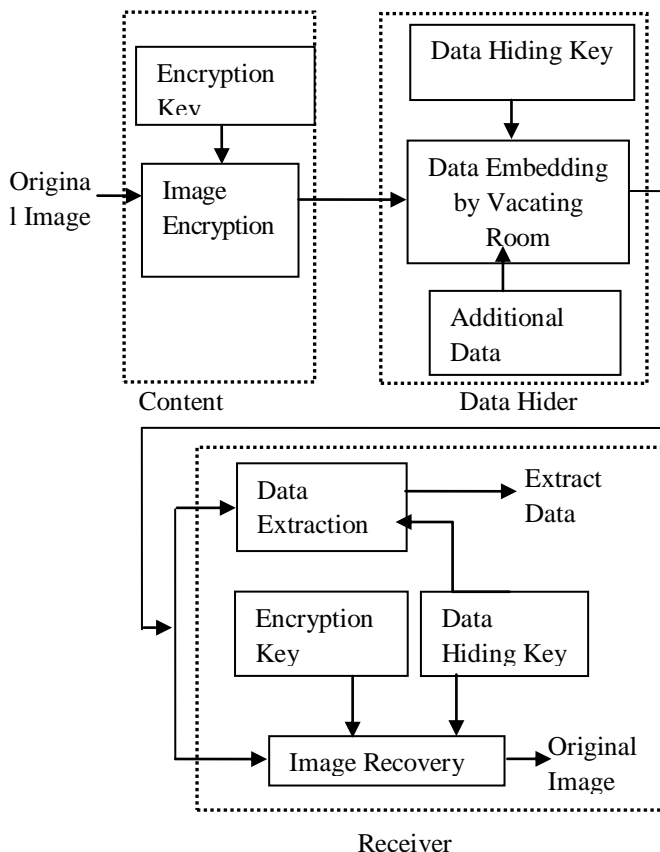 Encryption
Key
Data Hiding Key
Origina
l Image
Image
Encryption
Data Embedding
by Vacating
Room
Additional
Data
Content
Data Hider
Data
Extraction
Extract
Data
Encryption
Key
Data
Hiding Key
Image Recovery
Original
Image
Receiver